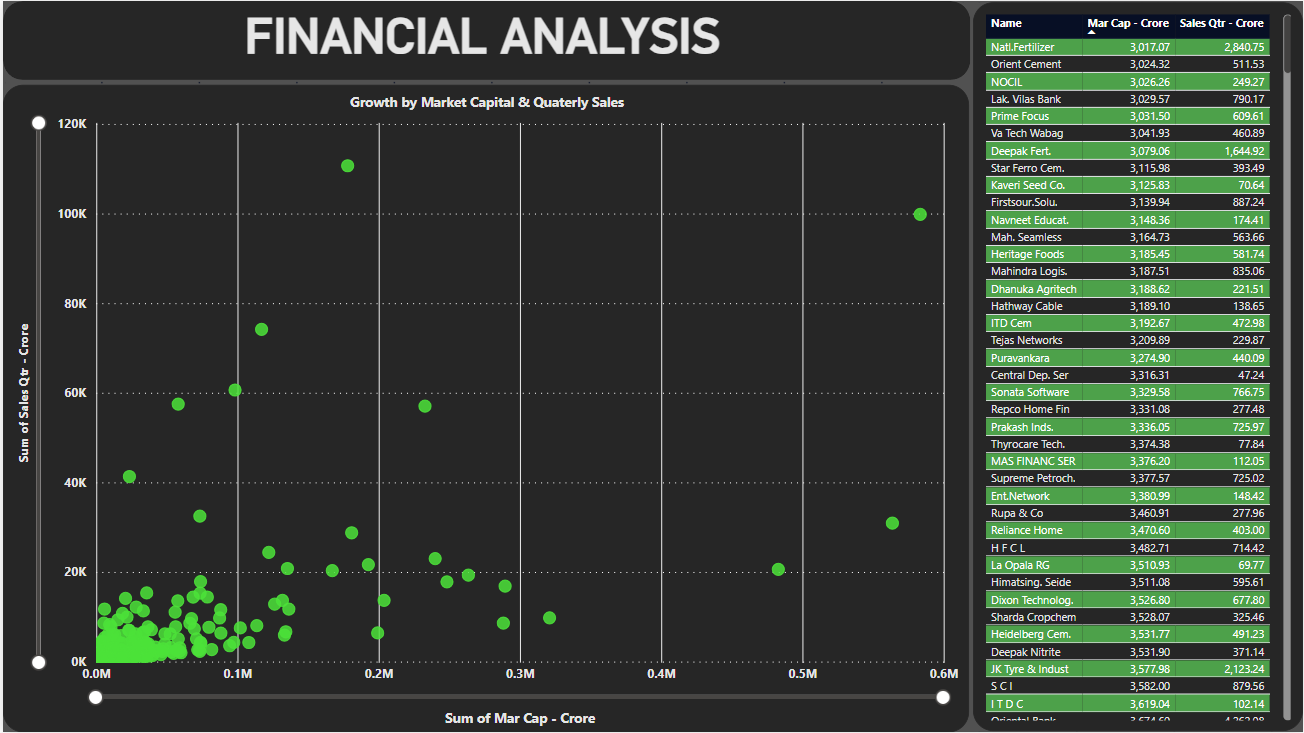 FINANCIAL ANALYSIS
Growth by Market Capital & Quaterly Sales
Sum of Sales Qtr - Crore
120K
100K
80K
60K
40K
20K
0K
0.0M 0.1M 0.2M 0.3M 0.4M 0.5M 0.6M
Sum of Mar Cap - Crore
Name Mar Cap - Crore Sales Qtr - Crore
Natl.Fertilizer 3,017.07 2,840.75
Orient Cement 3,024.32 511.53
NOCIL 3,026.26 249.27
Lak. Vilas Bank 3,029.57 790.17
Prime Focus 3,031.50 609.61
Va Tech Wabag 3,041.93 460.89
Deepak Fert. 3,079.06 1,644.92
Star Ferro Cem. 3,115.98 393.49
Kaveri Seed Co. 3,125.83 70.64
Firstsour.Solu. 3,139.94 887.24
Navneet Educat. 3,148.36 174.41
Mah. Seamless 3,164.73 563.66
Heritage Foods 3,185.45 581.74
Mahindra Logis. 3,187.51 835.06
Dhanuka Agritech 3,188.62 221.51
Hathway Cable 3,189.10 138.65
ITD Cem 3,192.67 472.98
Tejas Networks 3,209.89 229.87
Puravankara 3,274.90 440.09
Central Dep. Ser 3,316.31 47.24
Sonata Software 3,329.58 766.75
Repco Home Fin 3,331.08 277.48
Prakash Inds. 3,336.05 725.97
Thyrocare Tech. 3,374.38 77.84
MAS FINANC SER 3,376.20 112.05
Supreme Petroch. 3,377.57 725.02
Ent.Network 3,380.99 148.42
Rupa & Co 3,460.91 277.96
Reliance Home 3,470.60 403.00
H F C L 3,482.71 714.42
La Opala RG 3,510.93 69.77
Himatsing. Seide 3,511.08 595.61
Dixon Technolog. 3,526.80 677.80
Sharda Cropchem 3,528.07 325.46
Heidelberg Cem. 3,531.77 491.23
Deepak Nitrite 3,531.90 371.14
JK Tyre & Indust 3,577.98 2,123.24
S C I 3,582.00 879.56
I T D C 3,619.04 102.14
Oriental Bank